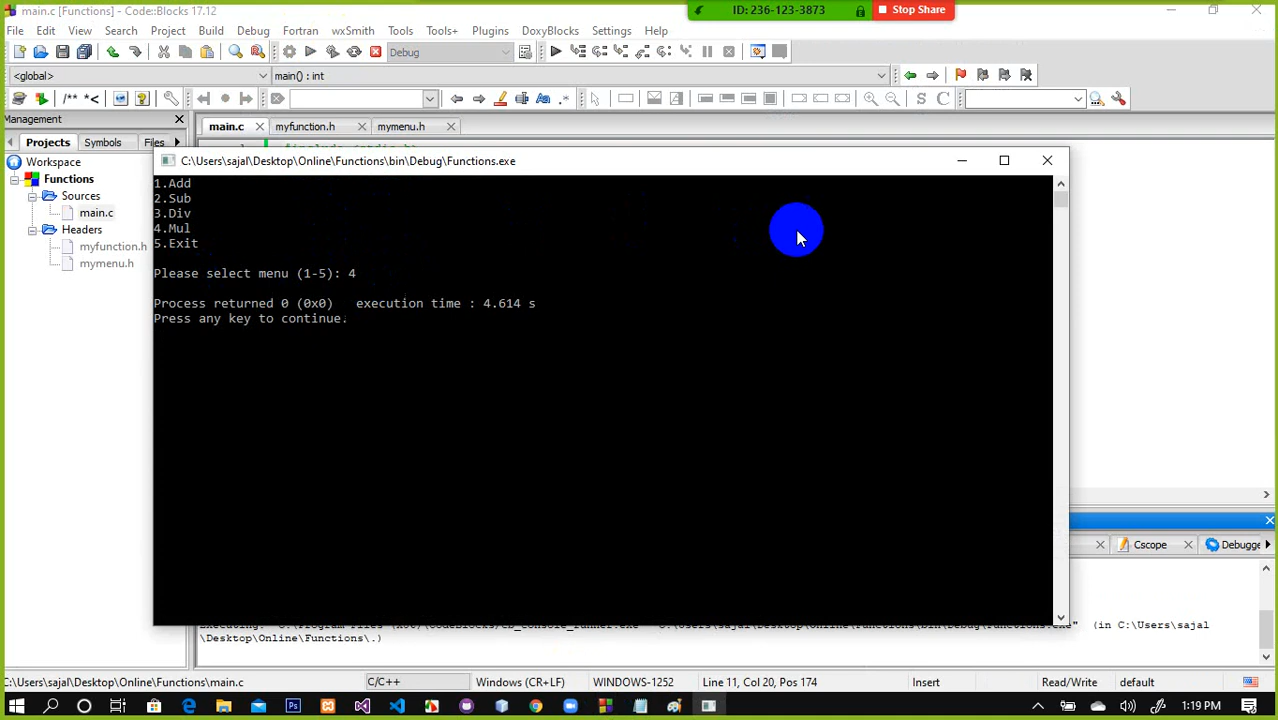 main.c [Functions] - Code::Blocks 17.12
ID: 236-123-3873
Stop Share
File Edit View Search Project Build Debug Fortran wxSmith Tools Tools+ Plugins DoxyBlocks Settings Help
Debug
<global>
main() : int
/** *<
Management
main.c
myfunction.h
mymenu.h
Projects Symbols Files
Workspace
Functions
Sources
main.c
Headers
myfunction.h
mymenu.h
C:\Users\sajal\Desktop\Online\Functions\bin\Debug\Functions.exe
1.Add
2.Sub
3.Div
4.Mul
5.Exit
Please select menu (1-5): 4
Process returned 0 (0x0) execution time : 4.614 s
Press any key to continue.
Cscope
Debugge
(in C:\Users\sajal
\Desktop\Online\Functions\.)
C:\Users\sajal\Desktop\Online\Functions\main.c
C/C++
Windows (CR+LF)
WINDOWS-1252
Line 11, Col 20, Pos 174
Insert
Read/Write
default
1:19 PM